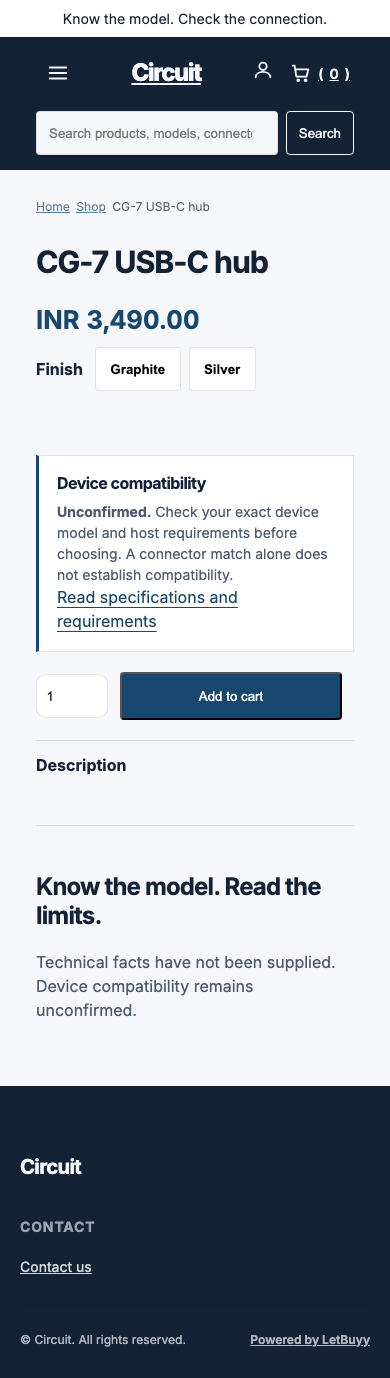 Know the model. Check the connection.
Circuit
( 0 )
Search products, models, connect
Search
Home Shop CG-7 USB-C hub
CG-7 USB-C hub
INR 3,490.00
Finish Graphite Silver
Device compatibility
Unconfirmed. Check your exact device
model and host requirements before
choosing. A connector match alone does
not establish compatibility.
Read specifications and
requirements
1 Add to cart
Description
Know the model. Read the
limits.
Technical facts have not been supplied.
Device compatibility remains
unconfirmed.
Circuit
CONTACT
Contact us
© Circuit. All rights reserved. Powered by LetBuyy